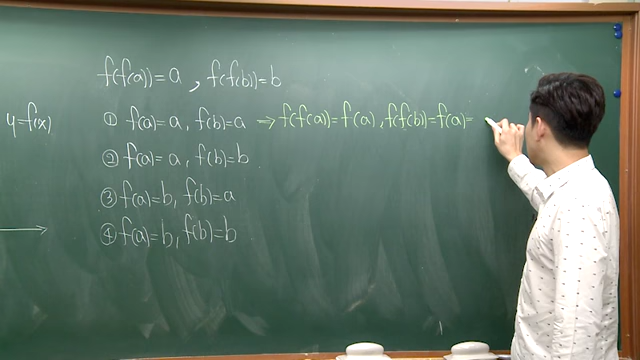 f(f(a))=a, f(f(b))=b
y=f(x)
① f(a)=a, f(b)=a ⇒ f(f(a))=f(a), f(f(b))=f(a)=
② f(a)=a, f(b)=b
③ f(a)=b, f(b)=a
④ f(a)=b, f(b)=b